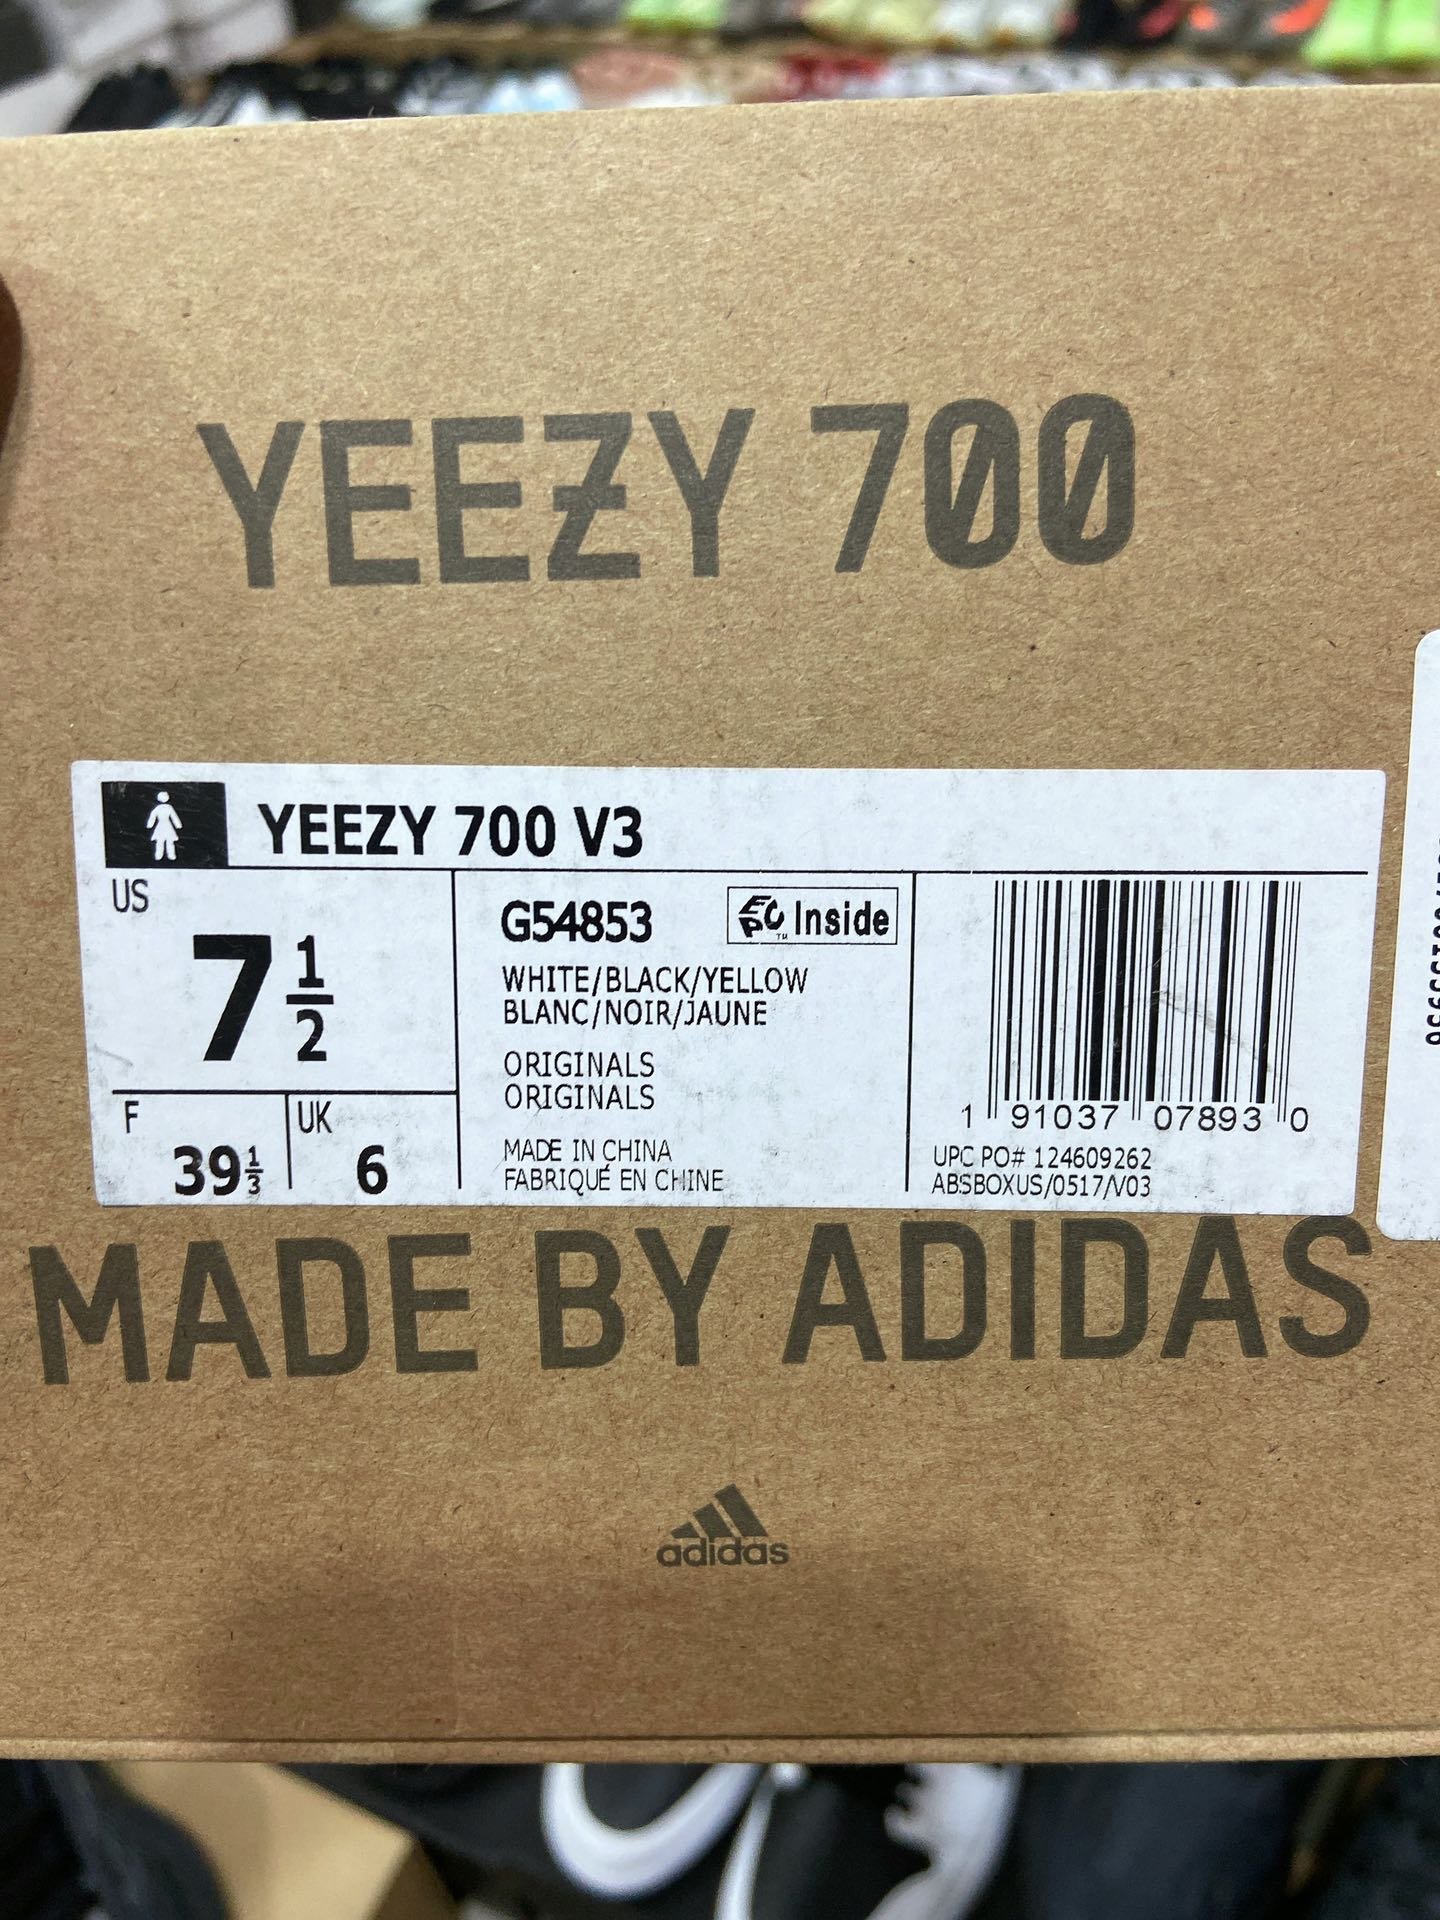 YEEZY 700
YEEZY 700 V3
US
7 1/2
F
39 1/3
UK
6
G54853
EPC™ Inside
WHITE/BLACK/YELLOW
BLANC/NOIR/JAUNE
ORIGINALS
ORIGINALS
MADE IN CHINA
FABRIQUÉ EN CHINE
1 91037 07893 0
UPC PO# 124609262
ABSBOXUS/0517/V03
MADE BY ADIDAS
adidas